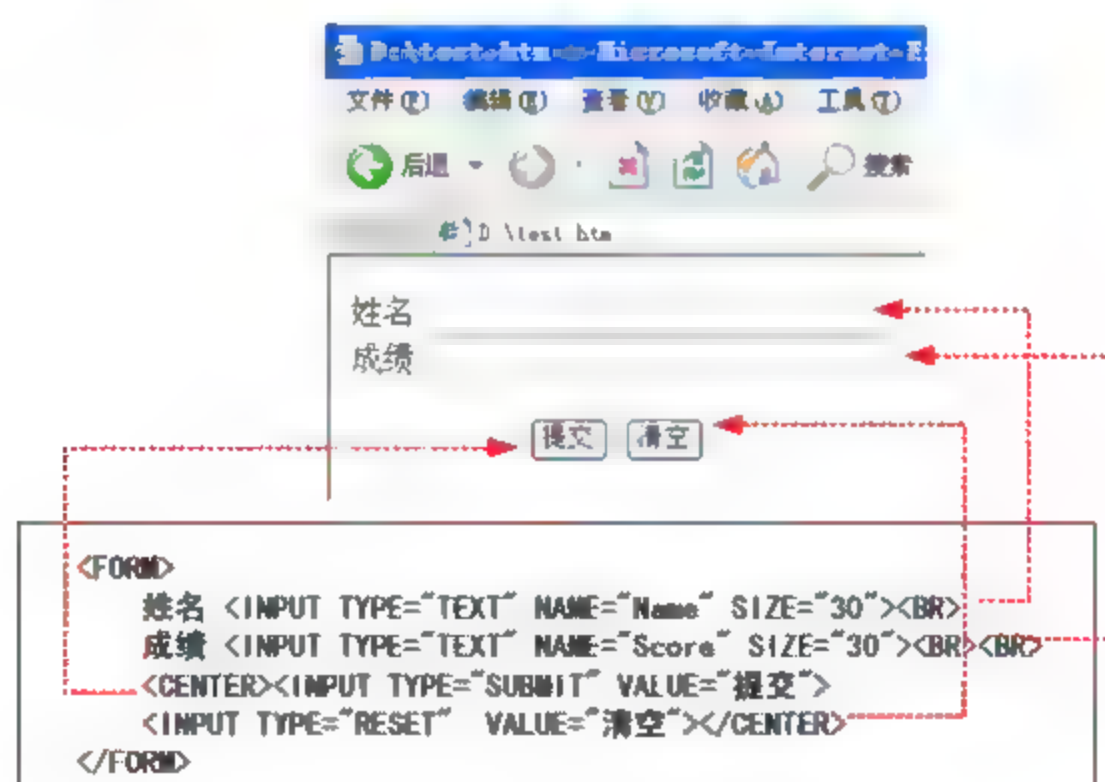 D:\test.htm - Microsoft Internet E
文件(F) 编辑(E) 查看(V) 收藏(A) 工具(T)
后退 搜索
D:\test.htm
姓名
成绩
提交 清空
<FORM>
姓名 <INPUT TYPE="TEXT" NAME="Name" SIZE="30"><BR>
成绩 <INPUT TYPE="TEXT" NAME="Score" SIZE="30"><BR><BR>
<CENTER><INPUT TYPE="SUBMIT" VALUE="提交">
<INPUT TYPE="RESET" VALUE="清空"></CENTER>
</FORM>